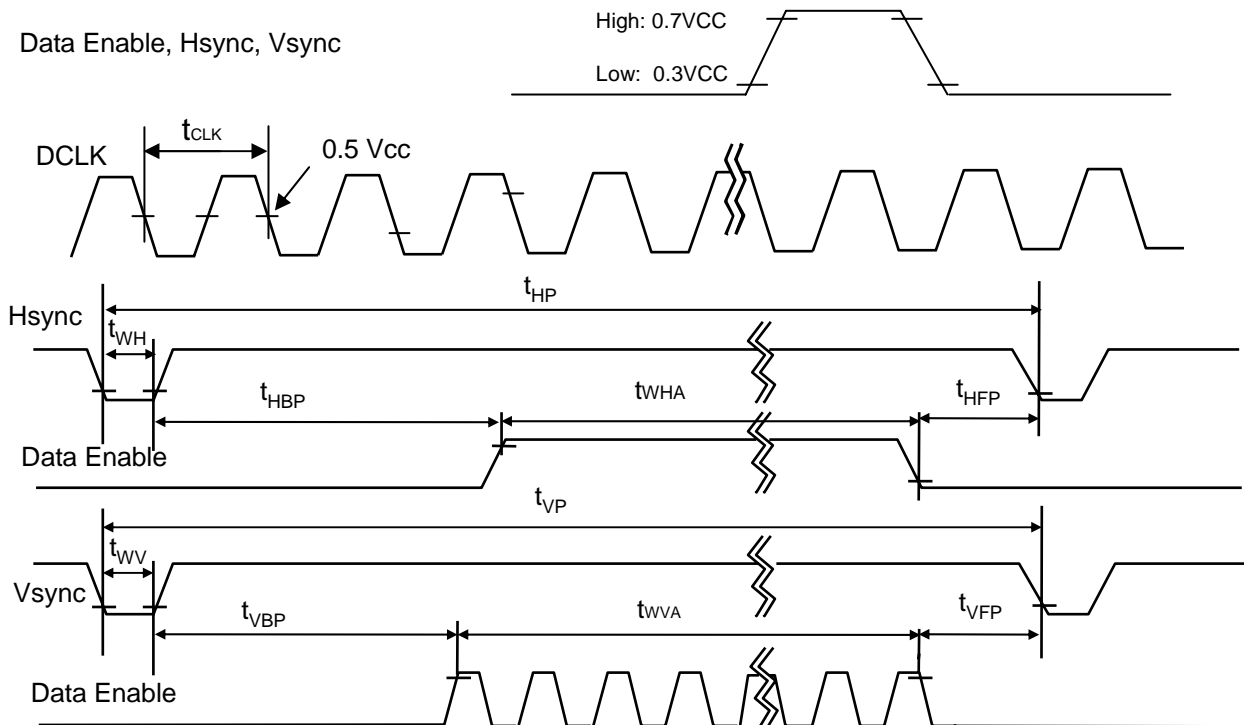 High: 0.7VCC
Data Enable, Hsync, Vsync
Low: 0.3VCC
tCLK
DCLK
0.5 Vcc
tHP
Hsync
tWH
tHBP
tWHA
tHFP
Data Enable
tVP
tWV
Vsync
tVBP
tWVA
tVFP
Data Enable